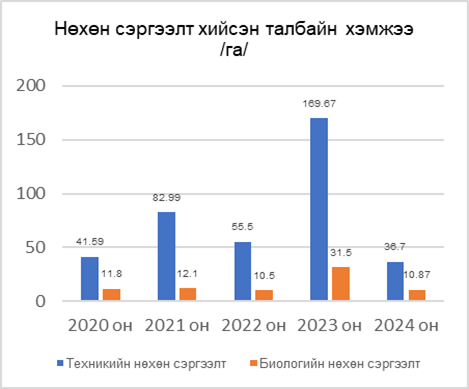 Нөхөн сэргээлт хийсэн талбайн хэмжээ
/га/
200
150
100
50
0
41.59
11.8
82.99
12.1
55.5
10.5
169.67
31.5
36.7
10.87
2020 он
2021 он
2022 он
2023 он
2024 он
Техникийн нөхөн сэргээлт
Биологийн нөхөн сэргээлт